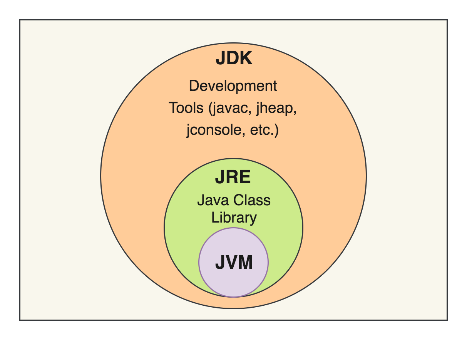 JDK
Development
Tools (javac, jheap,
jconsole, etc.)
JRE
Java Class
Library
JVM